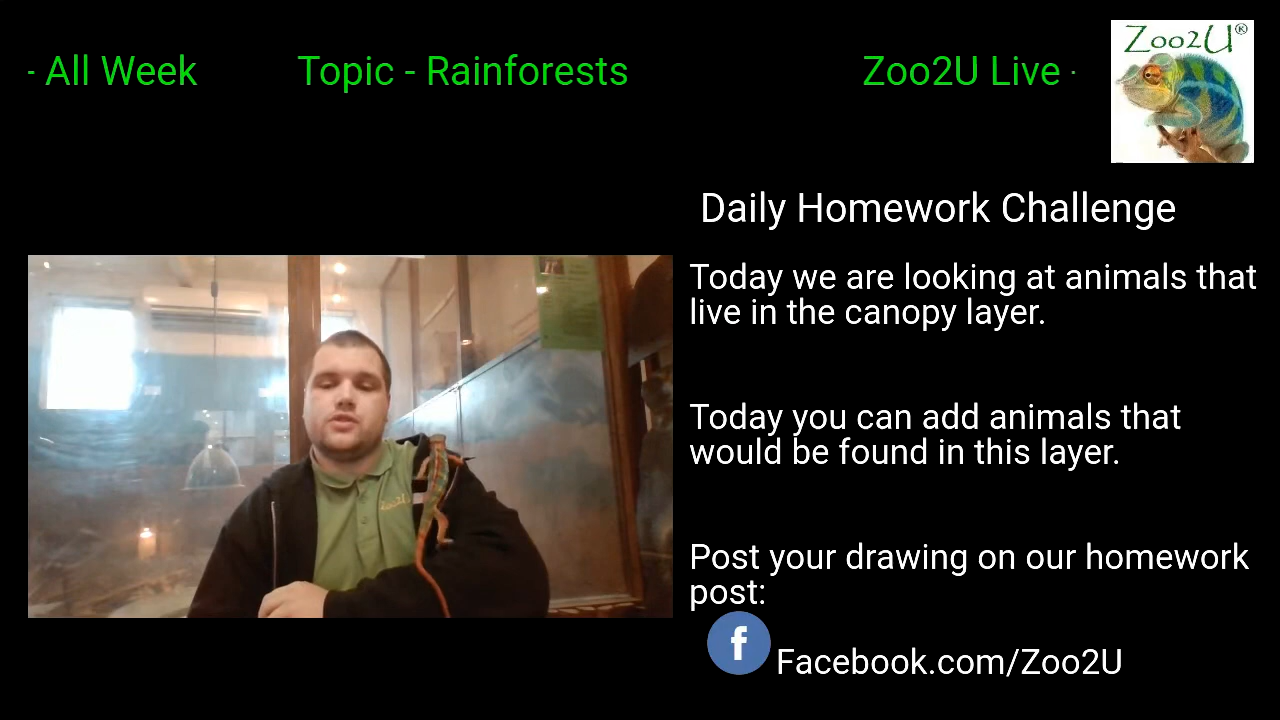 - All Week Topic - Rainforests Zoo2U Live -
Zoo2U®
Daily Homework Challenge
Today we are looking at animals that
live in the canopy layer.
Today you can add animals that
would be found in this layer.
Post your drawing on our homework
post:
f
Facebook.com/Zoo2U
Zoo2U